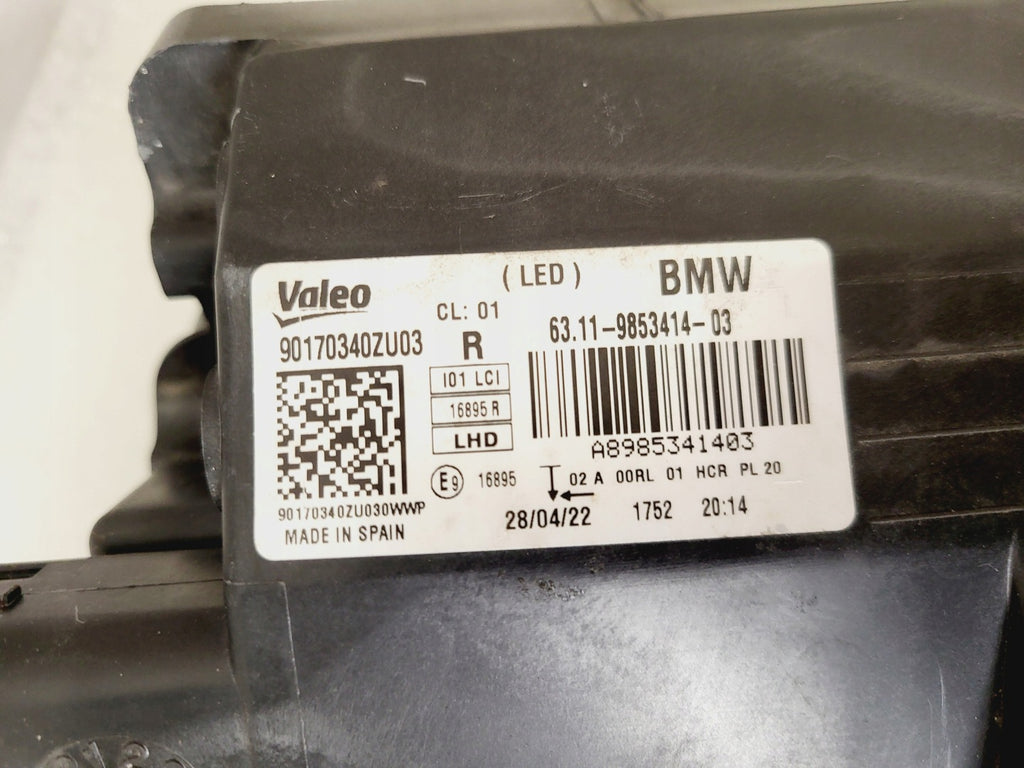 Valeo
( LED )
BMW
CL: 01
90170340ZU03
R
63.11-9853414-03
I01 LCI
16895 R
LHD
A8985341403
E9
16895
02 A 00RL 01 HCR PL 20
90170340ZU030WWP
28/04/22 1752 20:14
MADE IN SPAIN